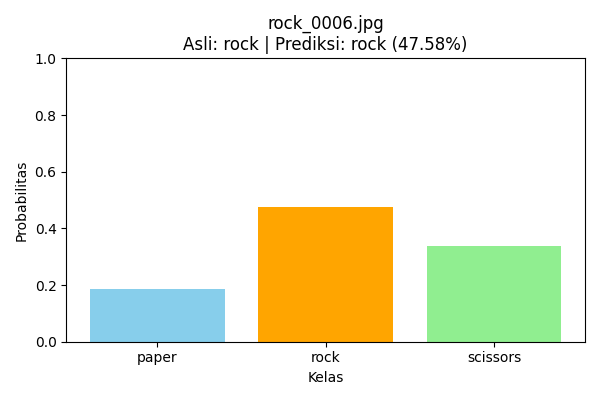 rock_0006.jpg
Asli: rock | Prediksi: rock (47.58%)
Probabilitas
1.0
0.8
0.6
0.4
0.2
0.0
paper rock scissors
Kelas